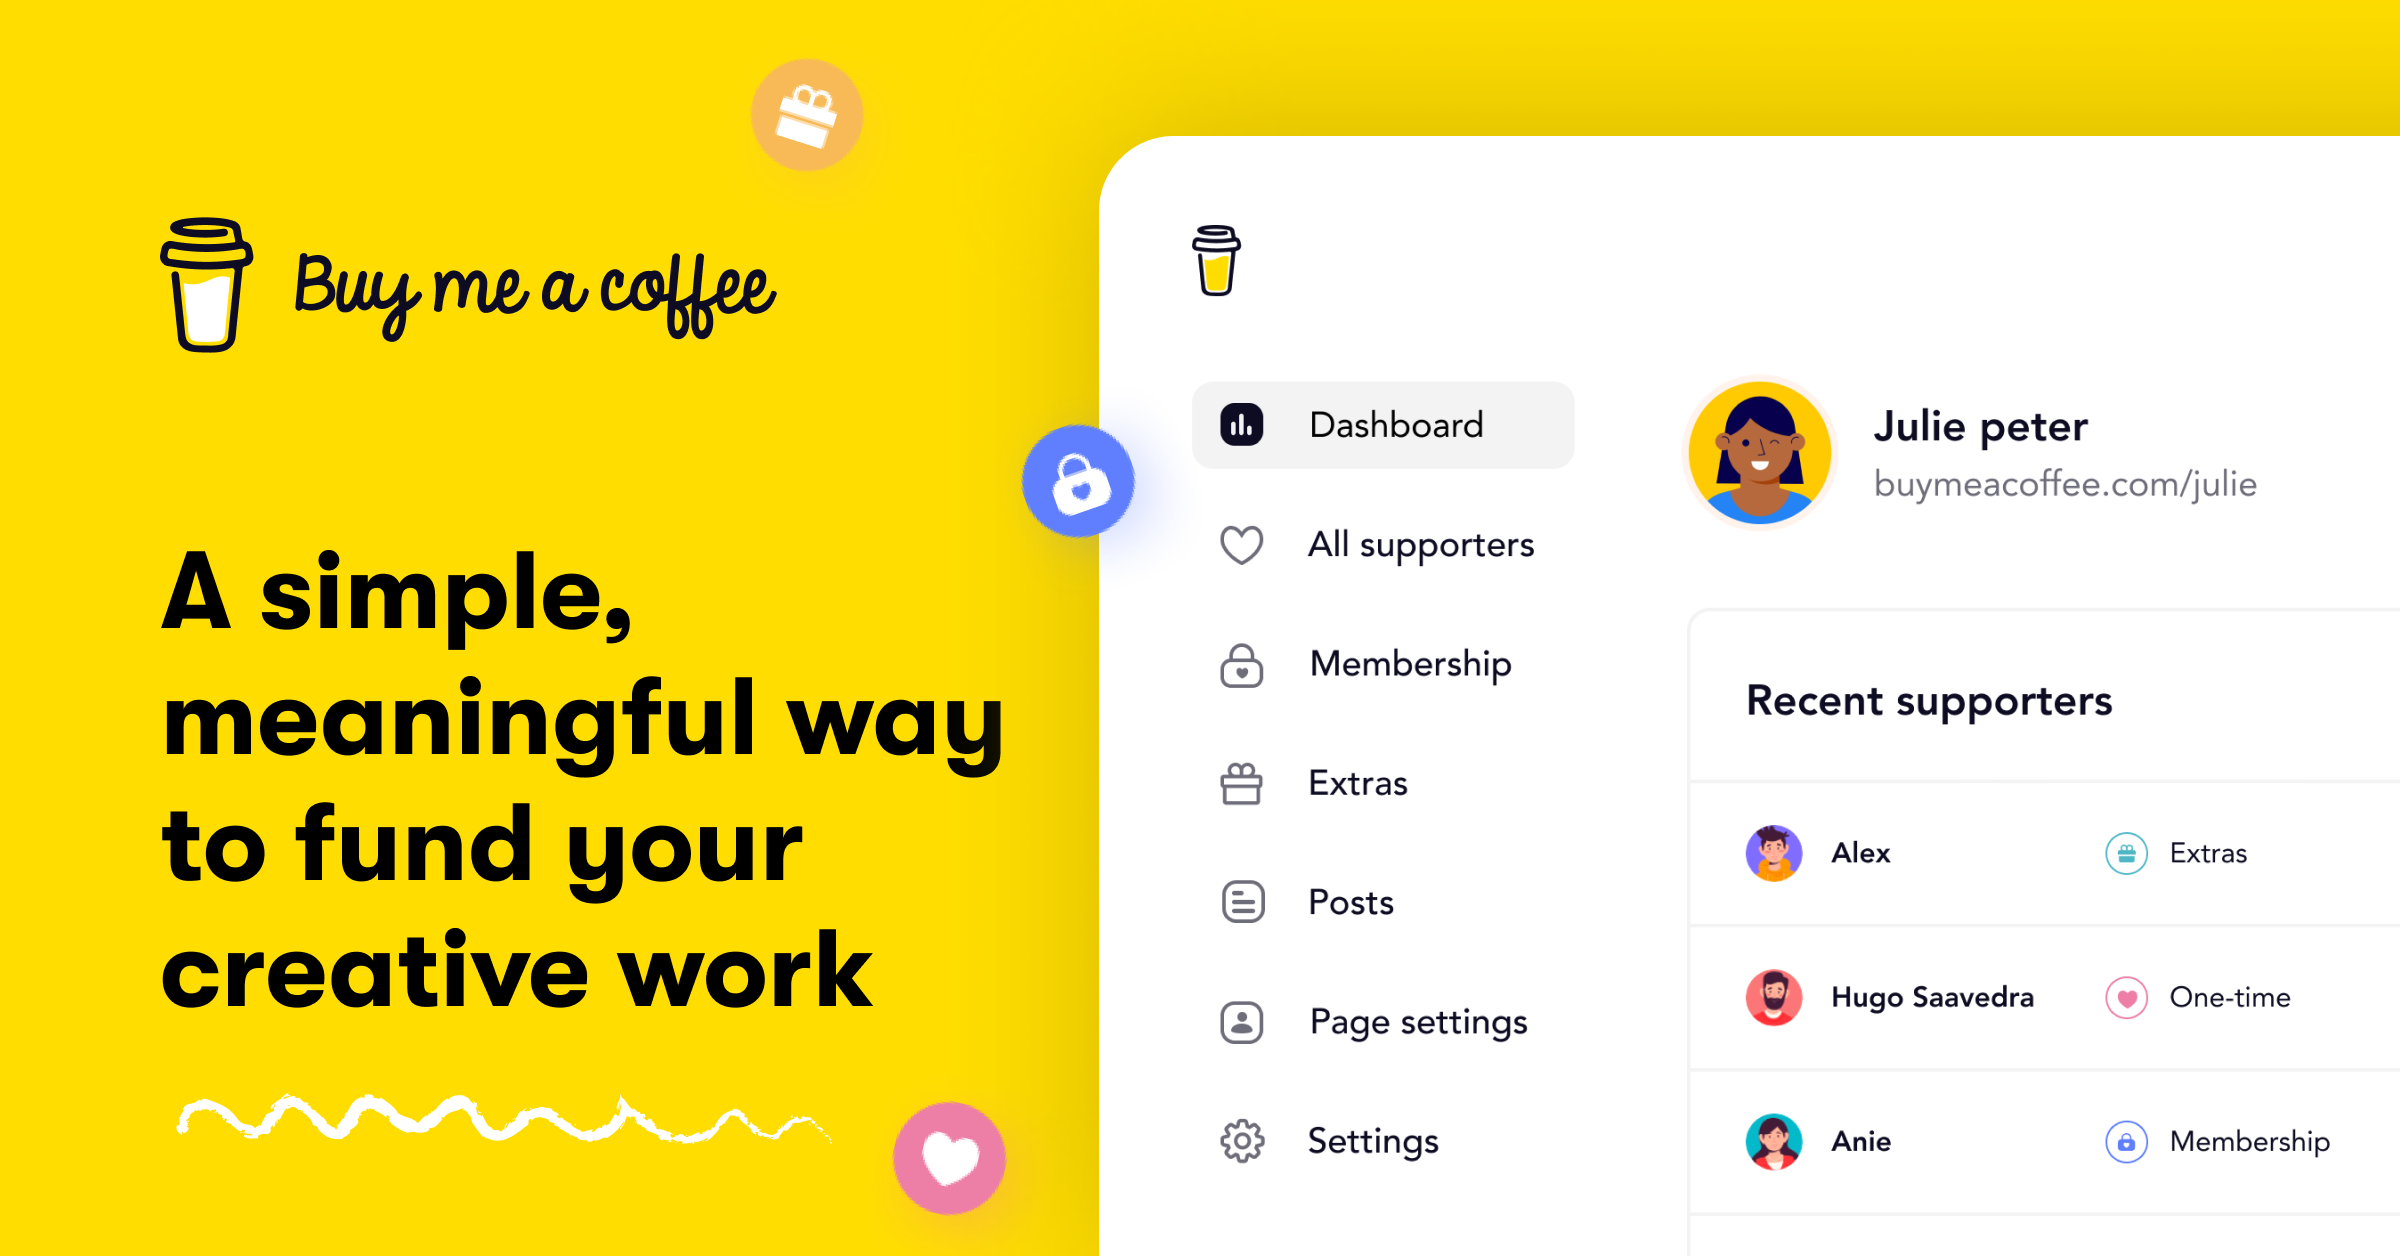 Buy me a coffee
A simple,
meaningful way
to fund your
creative work
Dashboard
All supporters
Membership
Extras
Posts
Page settings
Settings
Julie peter
buymeacoffee.com/julie
Recent supporters
Alex Extras
Hugo Saavedra One-time
Anie Membership